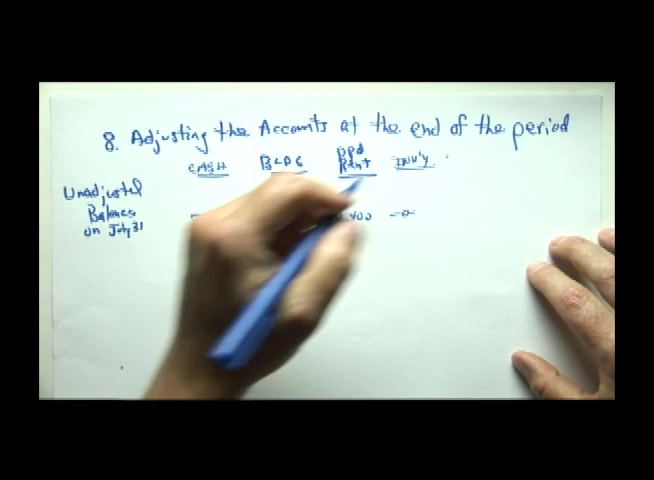 8. Adjusting the Accounts at the end of the period
CASH BLDG PPd Rent INV'y
Unadjusted
Balances
on July 31
400 -0-